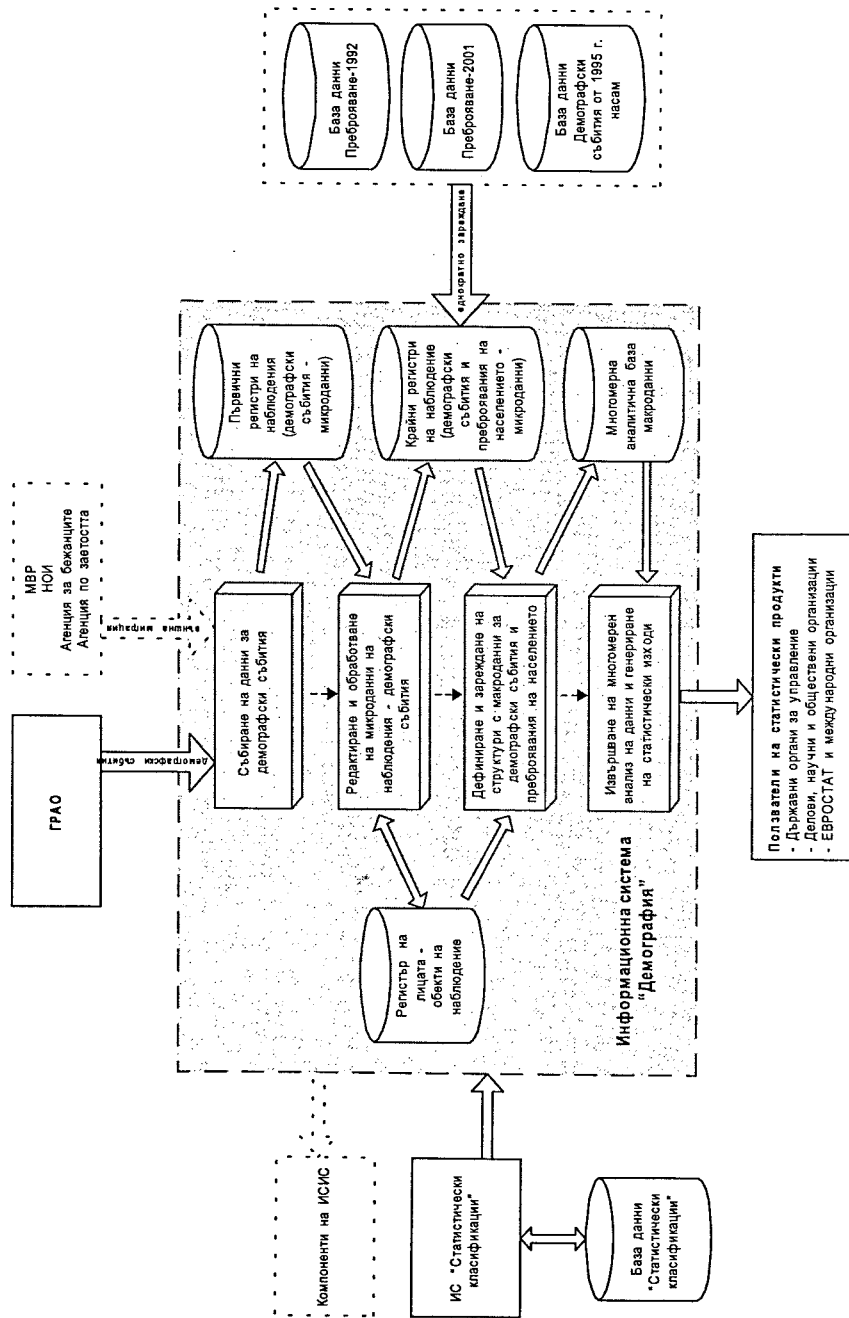 ГРАО
МВР
НОИ
Агенция за бежанците
Агенция по заетостта
демографски събития
външна миграция
Събиране на данни за
демографски събития
Първични
регистри на
наблюдения
(демографски
събития -
микроданни)
Редактиране и обработване
на микроданни на
наблюдения - демографски
събития
Регистър на
лицата -
обекти на
наблюдение
Крайни регистри
на наблюдение
(демографски
събития и
преброявания на
населението -
микроданни)
Дефиниране и зареждане на
структури с макроданни за
демографски събития и
преброявания на населението
Многомерна
аналитична база
макроданни
Извършване на многомерен
анализ на данни и генериране
на статистически изходи
Информационна система
"Демография"
еднократно зареждане
База данни
Преброяване-1992
База данни
Преброяване-2001
База данни
Демографски
събития от 1995 г.
насам
Компоненти на ИСИС
ИС "Статистически
класификации"
База данни
"Статистически
класификации"
Ползватели на статистически продукти
- Държавни органи за управление
- Делови, научни и обществени организации
- ЕВРОСТАТ и международни организации